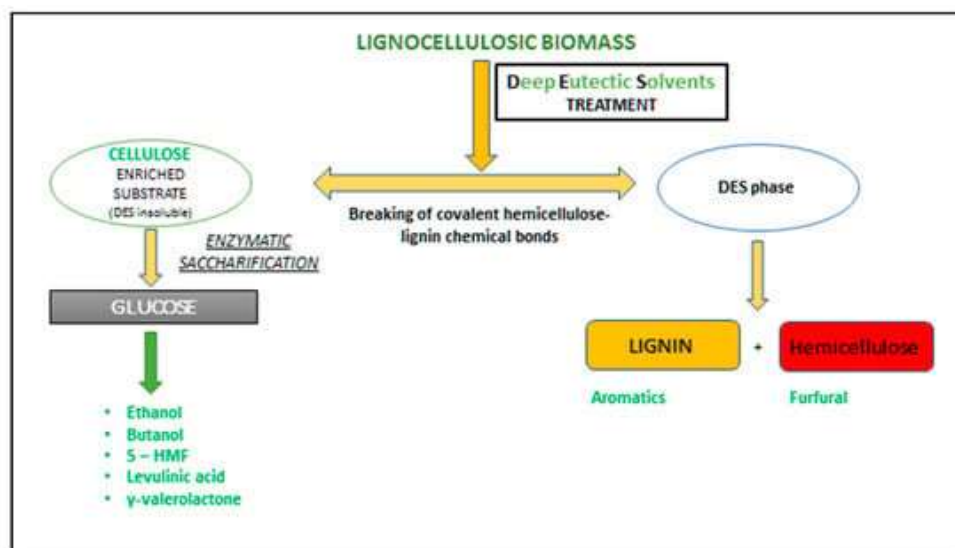 LIGNOCELLULOSIC BIOMASS
Deep Eutectic Solvents
TREATMENT
CELLULOSE
ENRICHED
SUBSTRATE
(DES insoluble)
DES phase
Breaking of covalent hemicellulose-
lignin chemical bonds
ENZYMATIC
SACCHARIFICATION
GLUCOSE
LIGNIN
+
Hemicellulose
Aromatics
Furfural
• Ethanol
• Butanol
• 5 – HMF
• Levulinic acid
• γ-valerolactone